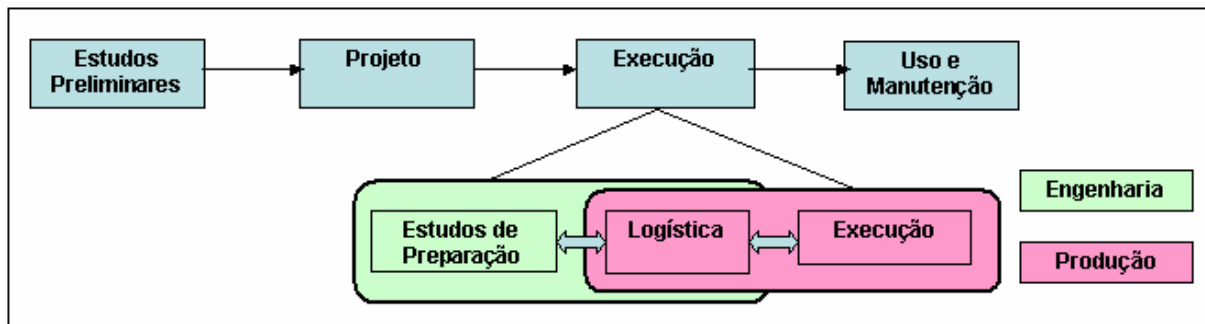 Estudos
Preliminares
Projeto
Execução
Uso e
Manutenção
Engenharia
Estudos de
Preparação
Logística
Execução
Produção